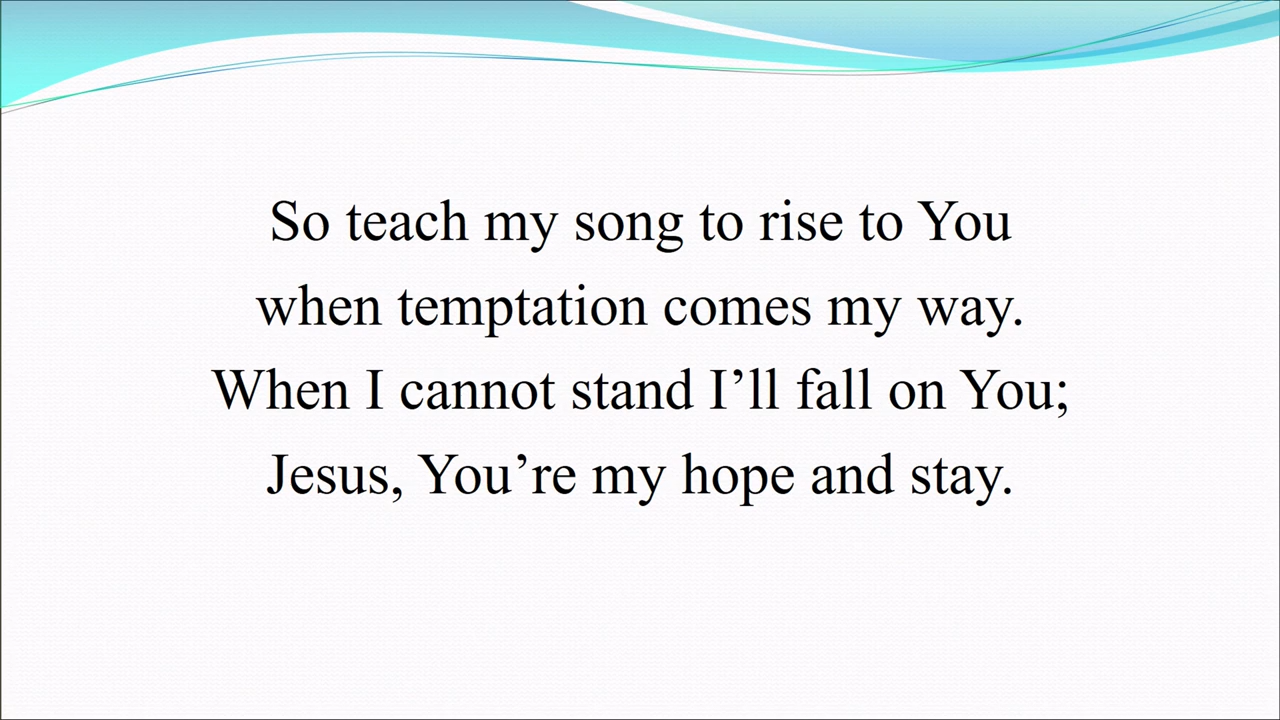 So teach my song to rise to You
when temptation comes my way.
When I cannot stand I’ll fall on You;
Jesus, You’re my hope and stay.